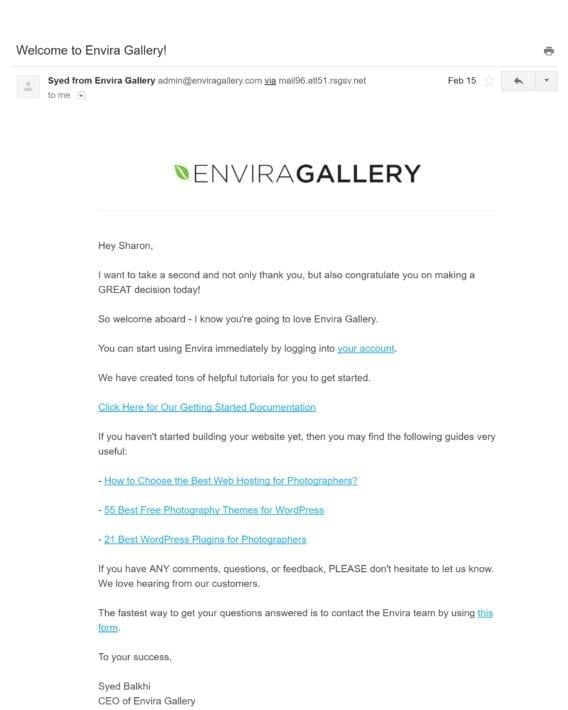 Welcome to Envira Gallery!
Syed from Envira Gallery admin@enviragallery.com via mail96.atl51.rsgsv.net
Feb 15
to me
ENVIRAGALLERY
Hey Sharon,
I want to take a second and not only thank you, but also congratulate you on making a
GREAT decision today!
So welcome aboard - I know you're going to love Envira Gallery.
You can start using Envira immediately by logging into your account.
We have created tons of helpful tutorials for you to get started.
Click Here for Our Getting Started Documentation
If you haven't started building your website yet, then you may find the following guides very
useful:
- How to Choose the Best Web Hosting for Photographers?
- 55 Best Free Photography Themes for WordPress
- 21 Best WordPress Plugins for Photographers
If you have ANY comments, questions, or feedback, PLEASE don't hesitate to let us know.
We love hearing from our customers.
The fastest way to get your questions answered is to contact the Envira team by using this
form.
To your success,
Syed Balkhi
CEO of Envira Gallery